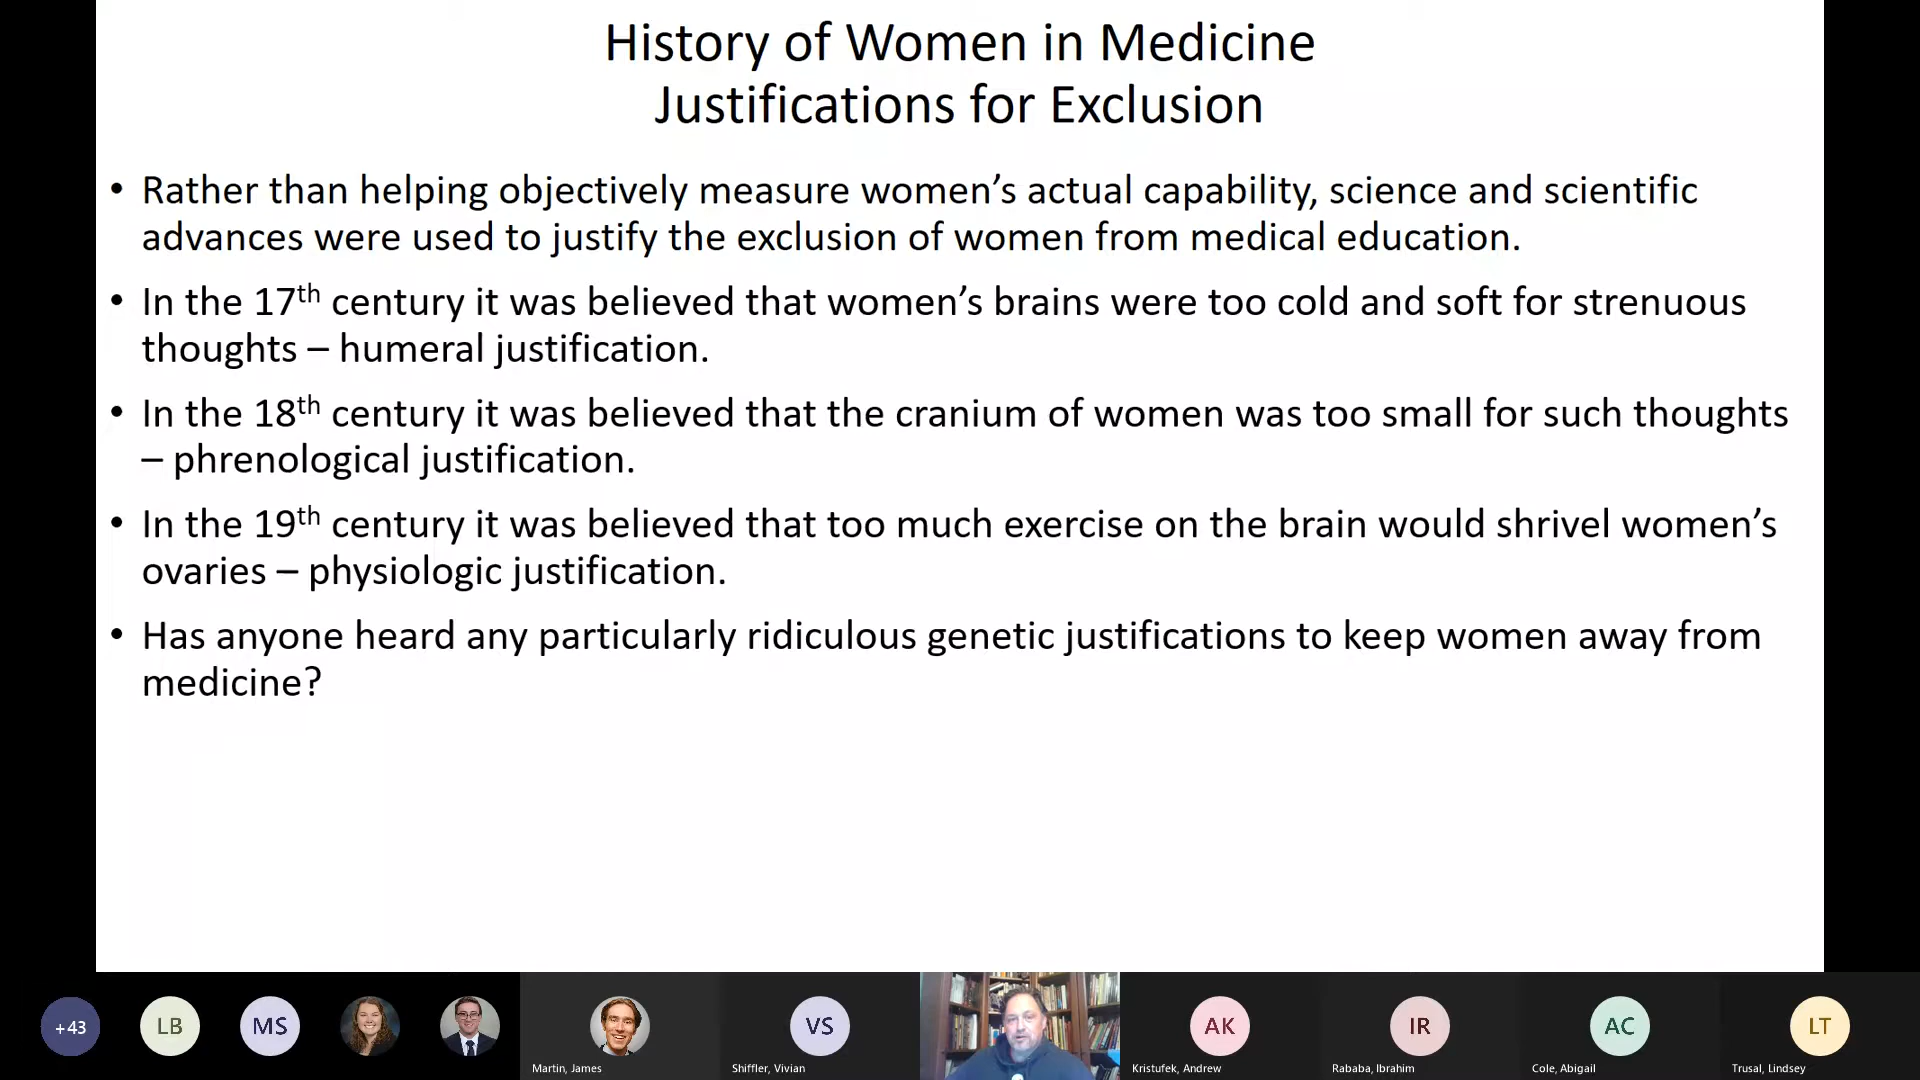 History of Women in Medicine
Justifications for Exclusion
• Rather than helping objectively measure women’s actual capability, science and scientific
advances were used to justify the exclusion of women from medical education.
• In the 17th century it was believed that women’s brains were too cold and soft for strenuous
thoughts – humeral justification.
• In the 18th century it was believed that the cranium of women was too small for such thoughts
– phrenological justification.
• In the 19th century it was believed that too much exercise on the brain would shrivel women’s
ovaries – physiologic justification.
• Has anyone heard any particularly ridiculous genetic justifications to keep women away from
medicine?
+43 LB MS VS AK IR AC LT
Martin, James Shiffler, Vivian Kristufek, Andrew Rababa, Ibrahim Cole, Abigail Trusal, Lindsey